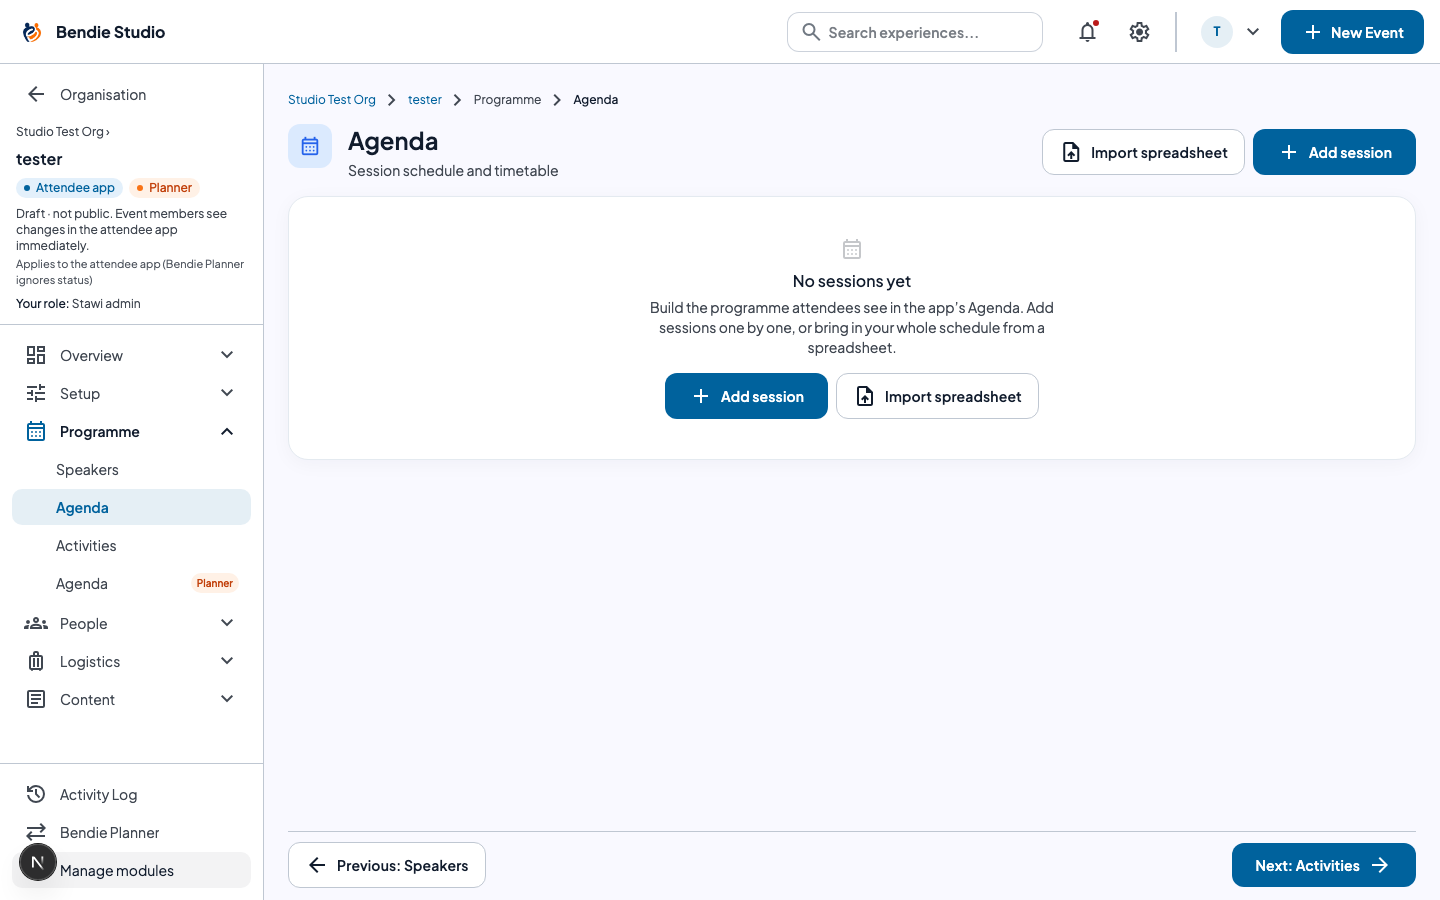 Bendie Studio
Search experiences...
T
New Event
Organisation
Studio Test Org ›
tester
Attendee app
Planner
Draft · not public. Event members see
changes in the attendee app
immediately.
Applies to the attendee app (Bendie Planner
ignores status)
Your role: Stawi admin
Overview
Setup
Programme
Speakers
Agenda
Activities
Agenda
Planner
People
Logistics
Content
Activity Log
Bendie Planner
N
Manage modules
Studio Test Org
tester
Programme
Agenda
Agenda
Session schedule and timetable
Import spreadsheet
Add session
No sessions yet
Build the programme attendees see in the app's Agenda. Add
sessions one by one, or bring in your whole schedule from a
spreadsheet.
Add session
Import spreadsheet
Previous: Speakers
Next: Activities